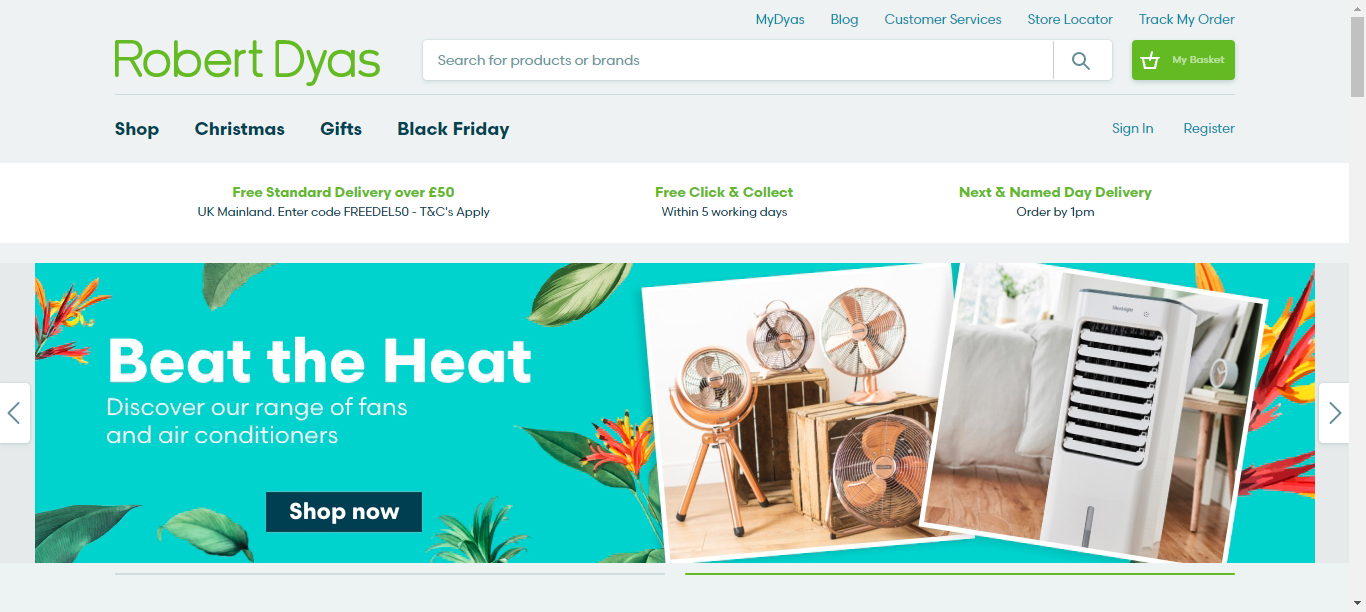 MyDyas Blog Customer Services Store Locator Track My Order
Robert Dyas
Search for products or brands
My Basket
Shop Christmas Gifts Black Friday
Sign In Register
Free Standard Delivery over £50
UK Mainland. Enter code FREEDEL50 - T&C's Apply
Free Click & Collect
Within 5 working days
Next & Named Day Delivery
Order by 1pm
Beat the Heat
Discover our range of fans
and air conditioners
Shop now